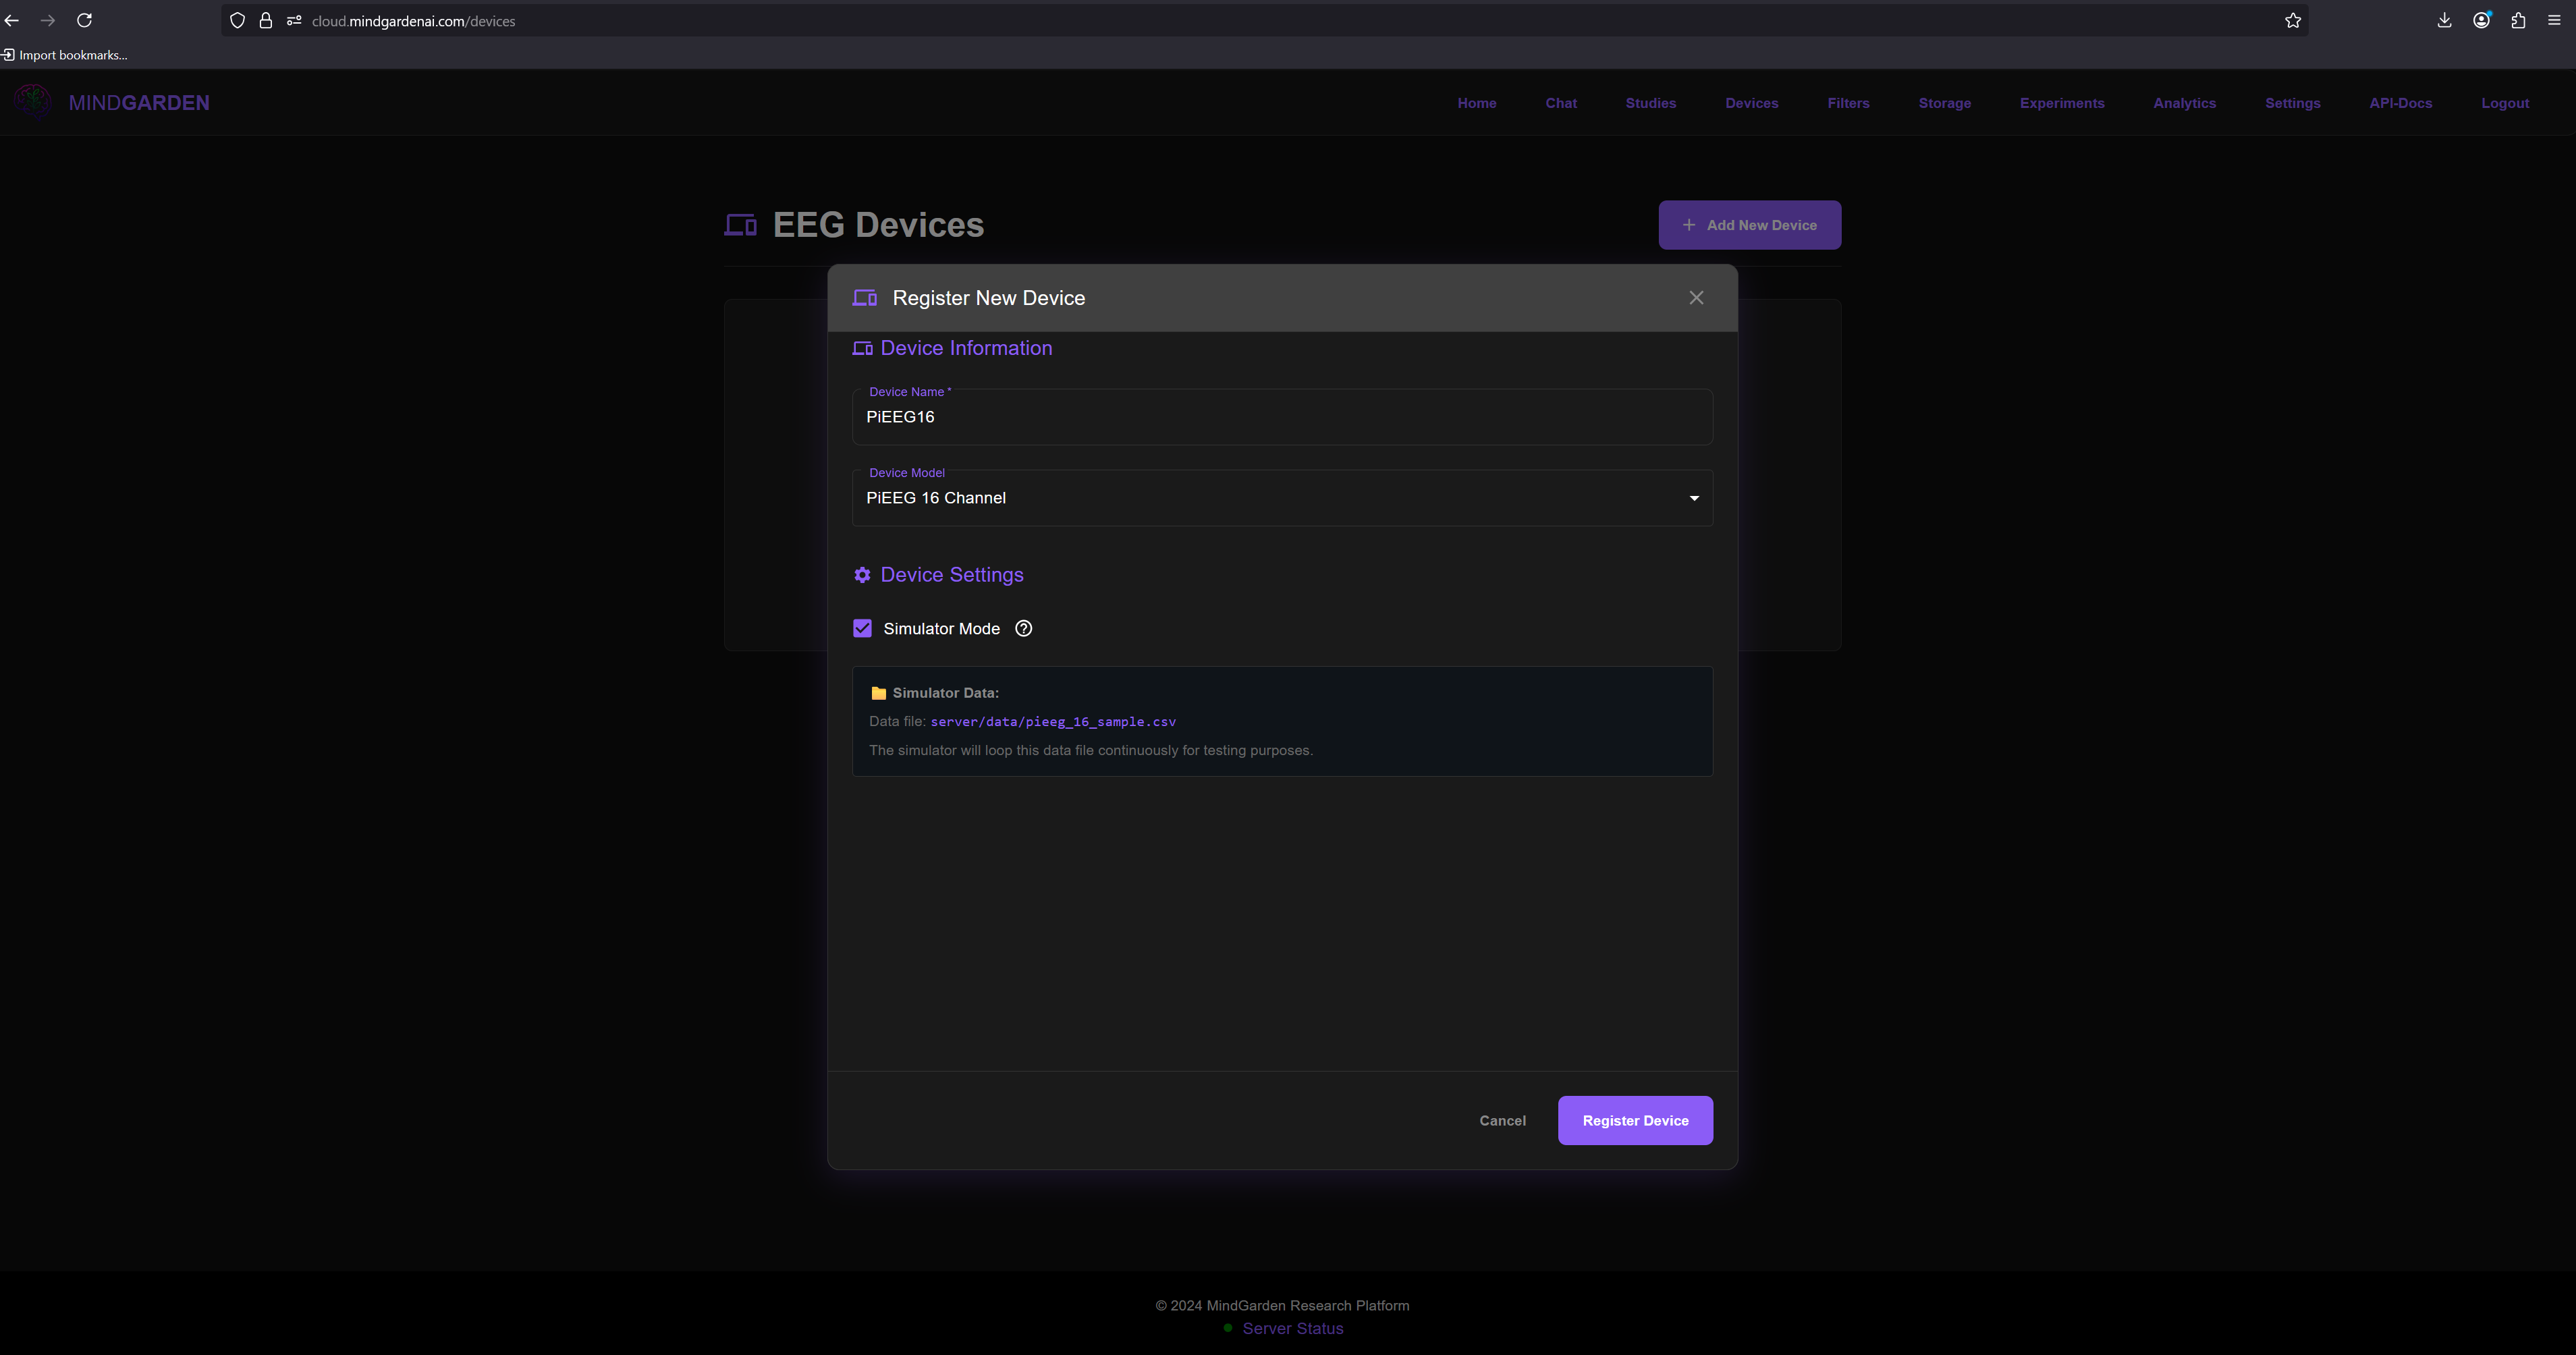 cloud.mindgardenai.com/devices
Import bookmarks...
MINDGARDEN
Home Chat Studies Devices Filters Storage Experiments Analytics Settings API-Docs Logout
EEG Devices
+ Add New Device
Register New Device
Device Information
Device Name *
PiEEG16
Device Model
PiEEG 16 Channel
Device Settings
Simulator Mode
Simulator Data:
Data file: server/data/pieeg_16_sample.csv
The simulator will loop this data file continuously for testing purposes.
Cancel Register Device
© 2024 MindGarden Research Platform
Server Status